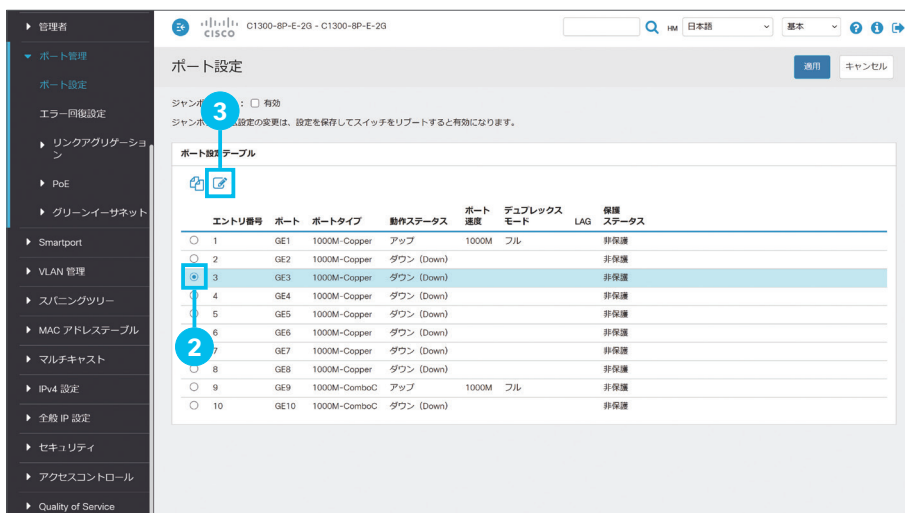 管理者
ポート管理
ポート設定
エラー回復設定
リンクアグリゲーション
PoE
グリーンイーサネット
Smartport
VLAN 管理
スパニングツリー
MAC アドレステーブル
マルチキャスト
IPv4 設定
全般 IP 設定
セキュリティ
アクセスコントロール
Quality of Service
CISCO C1300-8P-E-2G - C1300-8P-E-2G HM 日本語 基本
ポート設定 適用 キャンセル
ジャンボ : 有効
3
ジャンボ 設定の変更は、設定を保存してスイッチをリブートすると有効になります。
ポート設定テーブル
エントリ番号 ポート ポートタイプ 動作ステータス ポート速度 デュプレックスモード LAG 保護ステータス
1 GE1 1000M-Copper アップ 1000M フル 非保護
2 GE2 1000M-Copper ダウン (Down) 非保護
3 GE3 1000M-Copper ダウン (Down) 非保護
4 GE4 1000M-Copper ダウン (Down) 非保護
5 GE5 1000M-Copper ダウン (Down) 非保護
6 GE6 1000M-Copper ダウン (Down) 非保護
2
7 GE7 1000M-Copper ダウン (Down) 非保護
8 GE8 1000M-Copper ダウン (Down) 非保護
9 GE9 1000M-ComboC アップ 1000M フル 非保護
10 GE10 1000M-ComboC ダウン (Down) 非保護